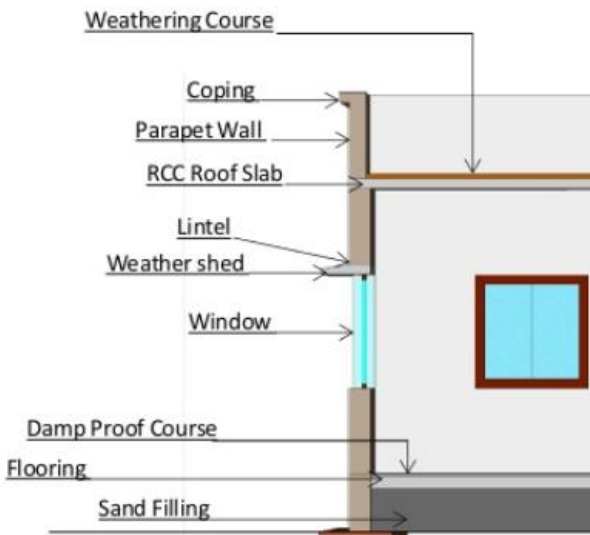 Weathering Course
Coping
Parapet Wall
RCC Roof Slab
Lintel
Weather shed
Window
Damp Proof Course
Flooring
Sand Filling